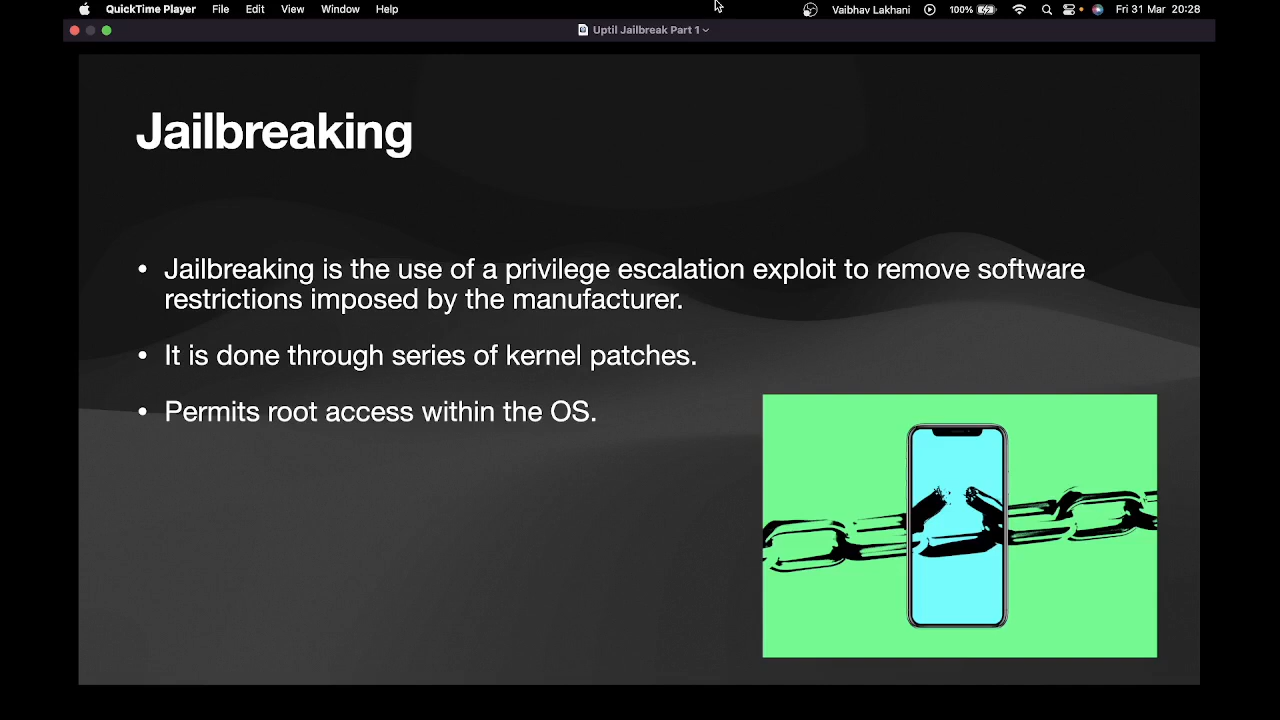 QuickTime Player File Edit View Window Help Vaibhav Lakhani 100% Fri 31 Mar 20:28
Uptil Jailbreak Part 1
Jailbreaking
• Jailbreaking is the use of a privilege escalation exploit to remove software
restrictions imposed by the manufacturer.
• It is done through series of kernel patches.
• Permits root access within the OS.